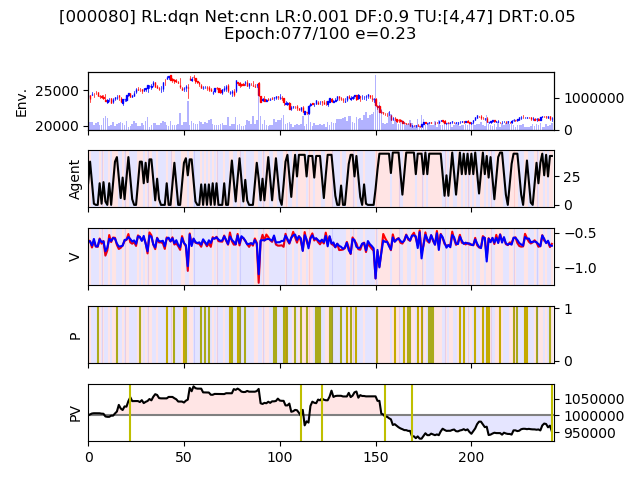 [000080] RL:dqn Net:cnn LR:0.001 DF:0.9 TU:[4,47] DRT:0.05
Epoch:077/100 e=0.23
Env.
25000
20000
1000000
0
Agent
25
0
V
−0.5
−1.0
P
1
0
PV
1050000
1000000
950000
0 50 100 150 200